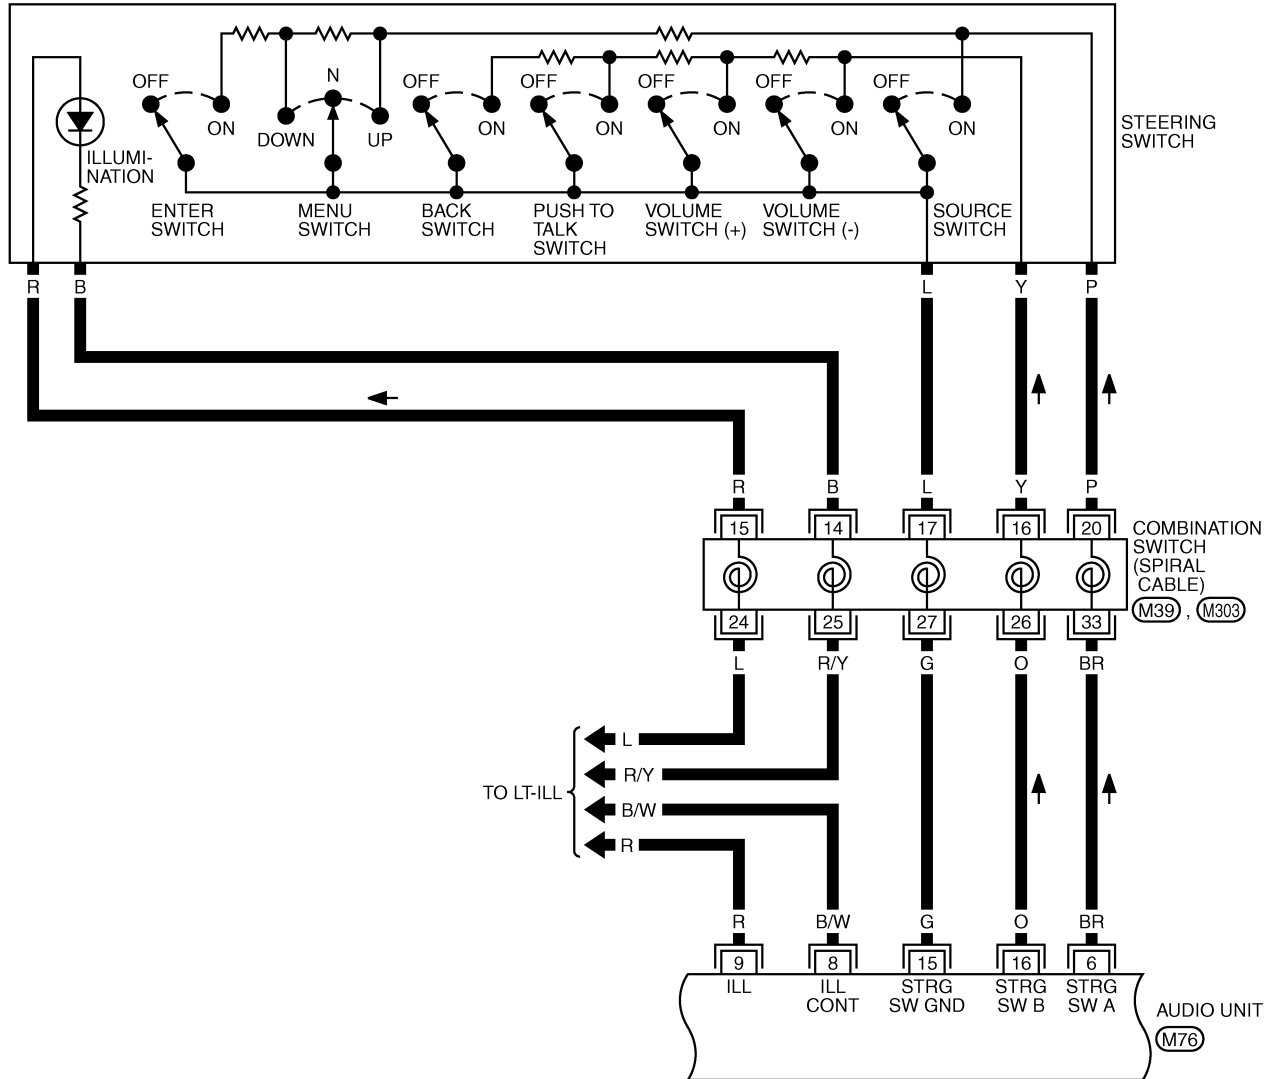 OFF
ON
DOWN
N
UP
OFF
ON
OFF
ON
OFF
ON
OFF
ON
OFF
ON
STEERING
SWITCH
ILLUMI-
NATION
ENTER
SWITCH
MENU
SWITCH
BACK
SWITCH
PUSH TO
TALK
SWITCH
VOLUME
SWITCH (+)
VOLUME
SWITCH (-)
SOURCE
SWITCH
R B L Y P
R B L Y P
15 14 17 16 20
COMBINATION
SWITCH
(SPIRAL
CABLE)
M39 , M303
24 25 27 26 33
L R/Y G O BR
TO LT-ILL
L
R/Y
B/W
R
R B/W G O BR
9 8 15 16 6
ILL
ILL
CONT
STRG
SW GND
STRG
SW B
STRG
SW A
AUDIO UNIT
M76